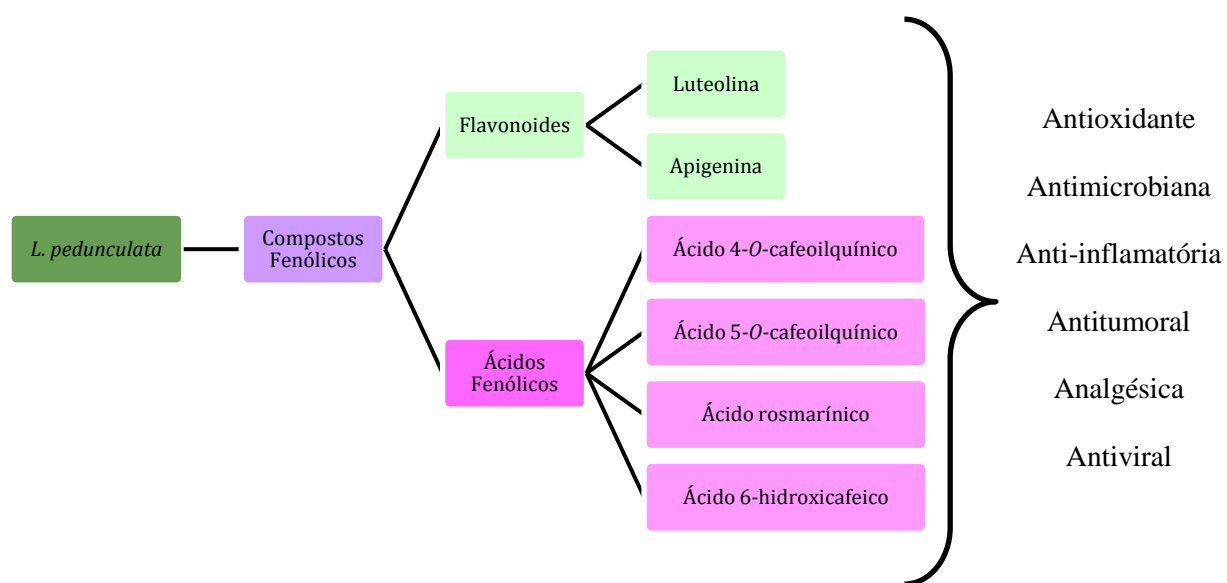 L. pedunculata
Compostos
Fenólicos
Flavonoides
Luteolina
Apigenina
Ácidos
Fenólicos
Ácido 4-O-cafeoilquínico
Ácido 5-O-cafeoilquínico
Ácido rosmarínico
Ácido 6-hidroxicafeico
Antioxidante
Antimicrobiana
Anti-inflamatória
Antitumoral
Analgésica
Antiviral